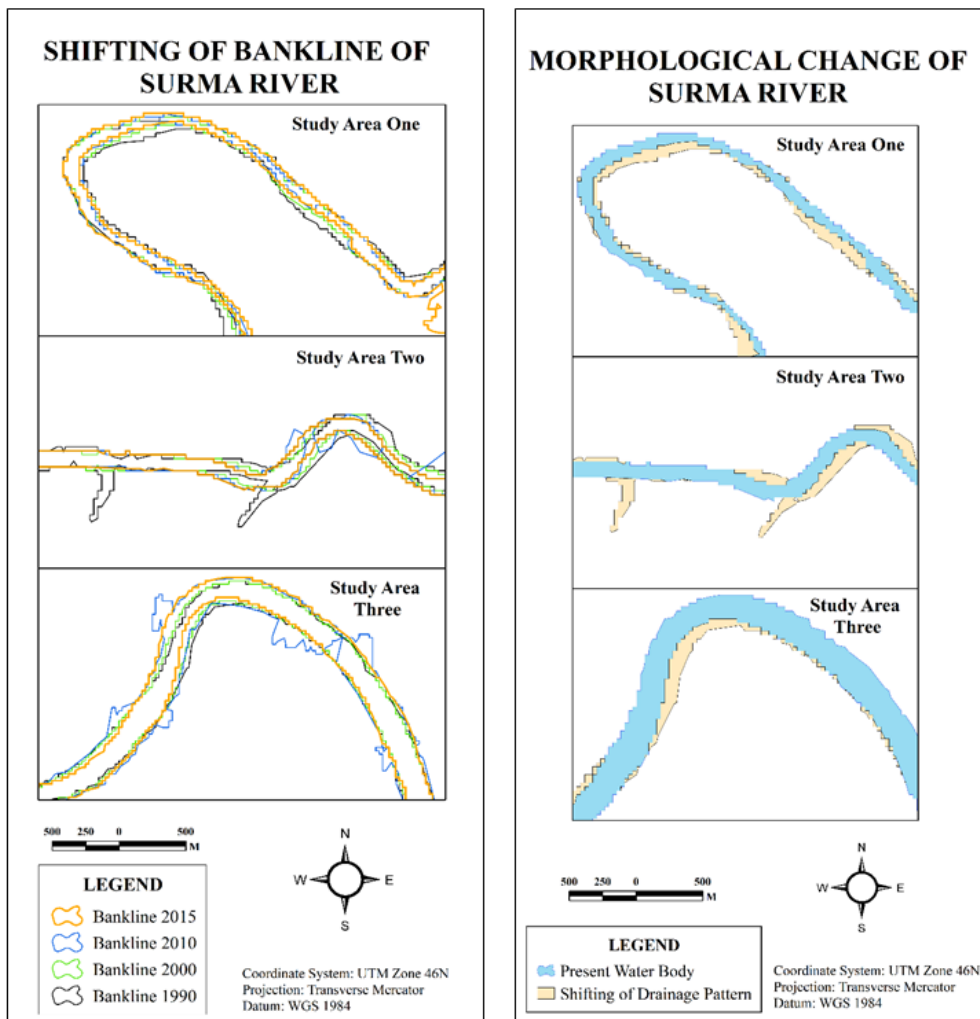 SHIFTING OF BANKLINE OF
SURMA RIVER
Study Area One
Study Area Two
Study Area
Three
500 250 0 500
M
N
W E
S
LEGEND
Bankline 2015
Bankline 2010
Bankline 2000
Bankline 1990
Coordinate System: UTM Zone 46N
Projection: Transverse Mercator
Datum: WGS 1984
MORPHOLOGICAL CHANGE OF
SURMA RIVER
Study Area One
Study Area Two
Study Area
Three
500 250 0 500
M
N
W E
S
LEGEND
Present Water Body
Shifting of Drainage Pattern
Coordinate System: UTM Zone 46N
Projection: Transverse Mercator
Datum: WGS 1984